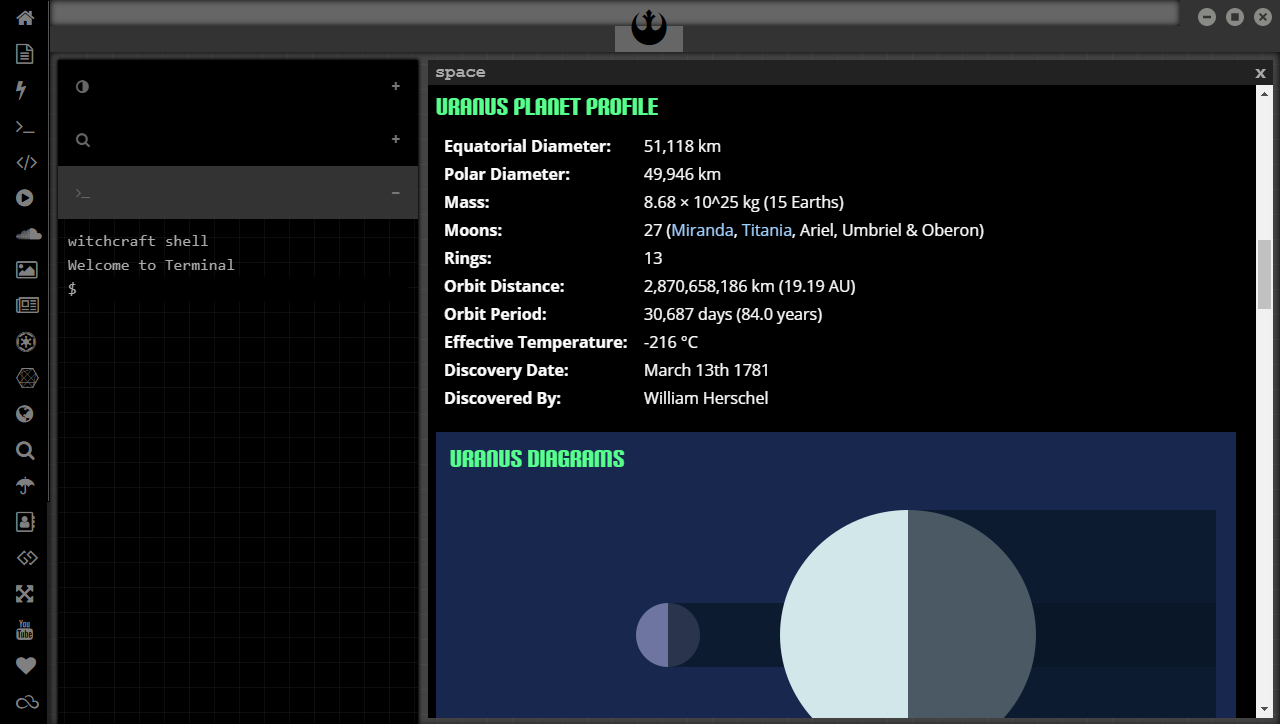 space
x
URANUS PLANET PROFILE
Equatorial Diameter: 51,118 km
Polar Diameter: 49,946 km
Mass: 8.68 × 10^25 kg (15 Earths)
Moons: 27 (Miranda, Titania, Ariel, Umbriel & Oberon)
Rings: 13
Orbit Distance: 2,870,658,186 km (19.19 AU)
Orbit Period: 30,687 days (84.0 years)
Effective Temperature: -216 °C
Discovery Date: March 13th 1781
Discovered By: William Herschel
URANUS DIAGRAMS
+
+
>_ −
witchcraft shell
Welcome to Terminal
$
You
Tube